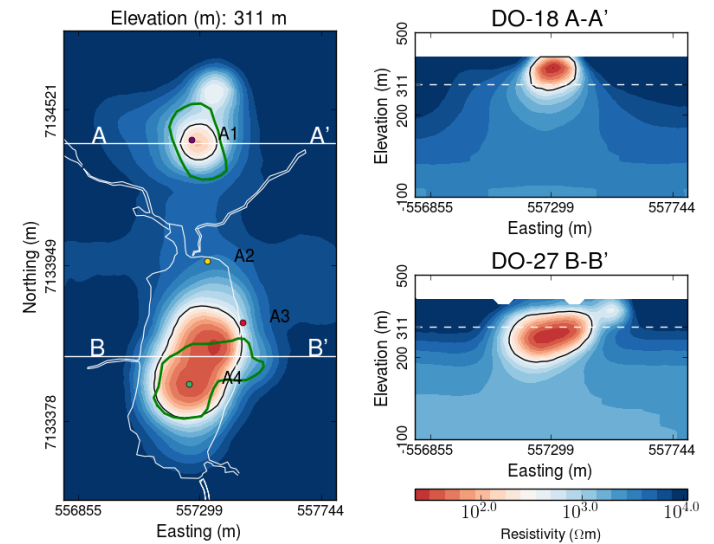 Elevation (m): 311 m
7134521
7133949
7133378
Northing (m)
A
A'
A1
A2
A3
B
B'
A4
556855
557299
557744
Easting (m)
DO-18 A-A'
500
311
200
-100
Elevation (m)
556855
557299
557744
Easting (m)
DO-27 B-B'
500
311
200
-100
Elevation (m)
556855
557299
557744
Easting (m)
10^2.0
10^3.0
10^4.0
Resistivity (Ωm)